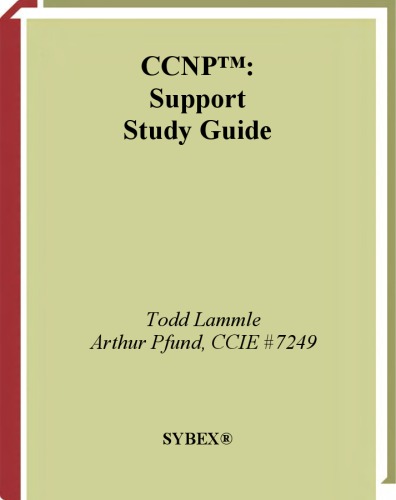 CCNP™:
Support
Study Guide
Todd Lammle
Arthur Pfund, CCIE #7249
SYBEX®